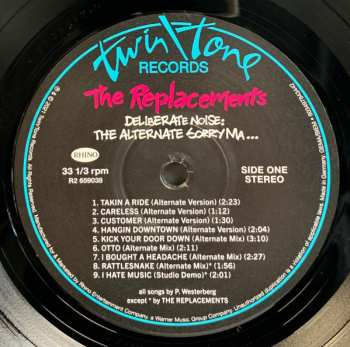 twin/tone
RECORDS
The Replacements
DELIBERATE NOISE:
THE ALTERNATE SORRY MA...
RHINO
33 1/3 rpm
R2 659038
SIDE ONE
STEREO
1. TAKIN A RIDE (Alternate Version) (2:23)
2. CARELESS (Alternate Version) (1:12)
3. CUSTOMER (Alternate Version) (1:30)
4. HANGIN DOWNTOWN (Alternate Version) (2:04)
5. KICK YOUR DOOR DOWN (Alternate Mix) (3:10)
6. OTTO (Alternate Mix) (2:11)
7. I BOUGHT A HEADACHE (Alternate Mix) (2:27)
8. RATTLESNAKE (Alternate Mix)* (1:56)
9. I HATE MUSIC (Studio Demo)* (2:01)
all songs by P. Westerberg
except * by THE REPLACEMENTS